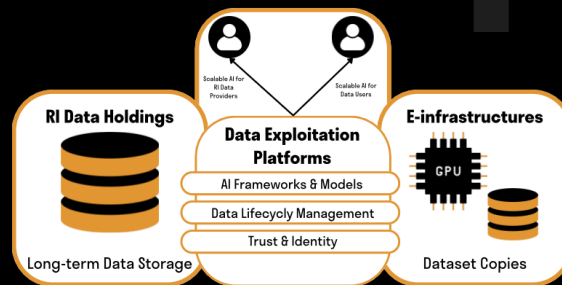 Scalable AI for
RI Data
Providers
Scalable AI for
Data Users
RI Data Holdings
Long-term Data Storage
Data Exploitation
Platforms
AI Frameworks & Models
Data Lifecycly Management
Trust & Identity
E-infrastructures
GPU
Dataset Copies